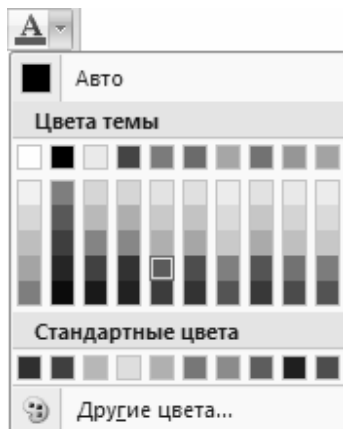 А
Авто
Цвета темы
Стандартные цвета
Другие цвета...